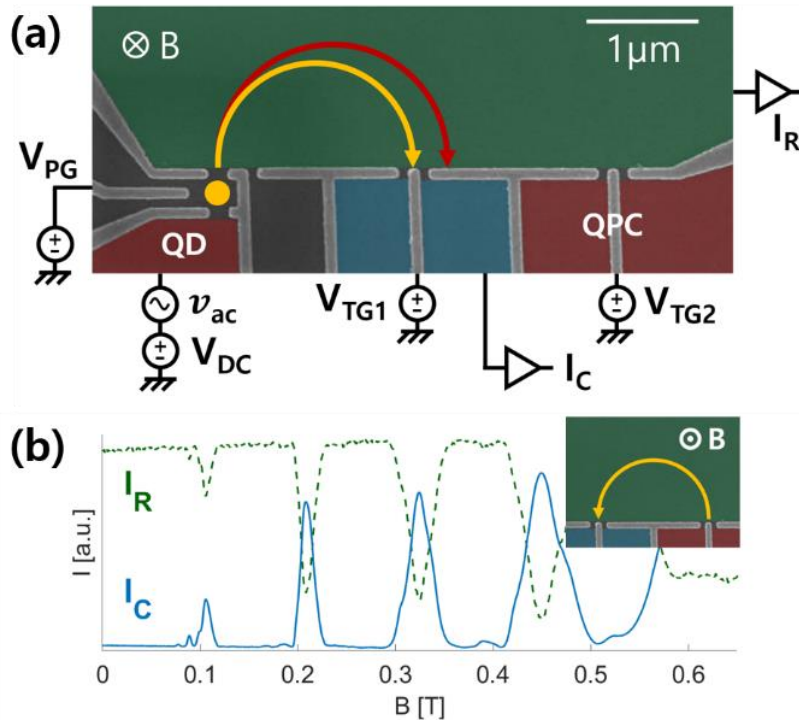 (a)
⊗ B
1μm
I_R
V_PG
QD
QPC
v_ac
V_TG1
V_TG2
V_DC
I_C
(b)
⊙ B
I_R
I_C
I [a.u.]
0 0.1 0.2 0.3 0.4 0.5 0.6
B [T]